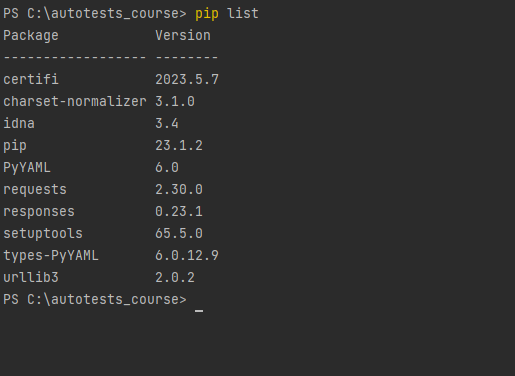 PS C:\autotests_course> pip list
Package            Version
------------------ --------
certifi            2023.5.7
charset-normalizer 3.1.0
idna               3.4
pip                23.1.2
PyYAML             6.0
requests           2.30.0
responses          0.23.1
setuptools         65.5.0
types-PyYAML       6.0.12.9
urllib3            2.0.2
PS C:\autotests_course>